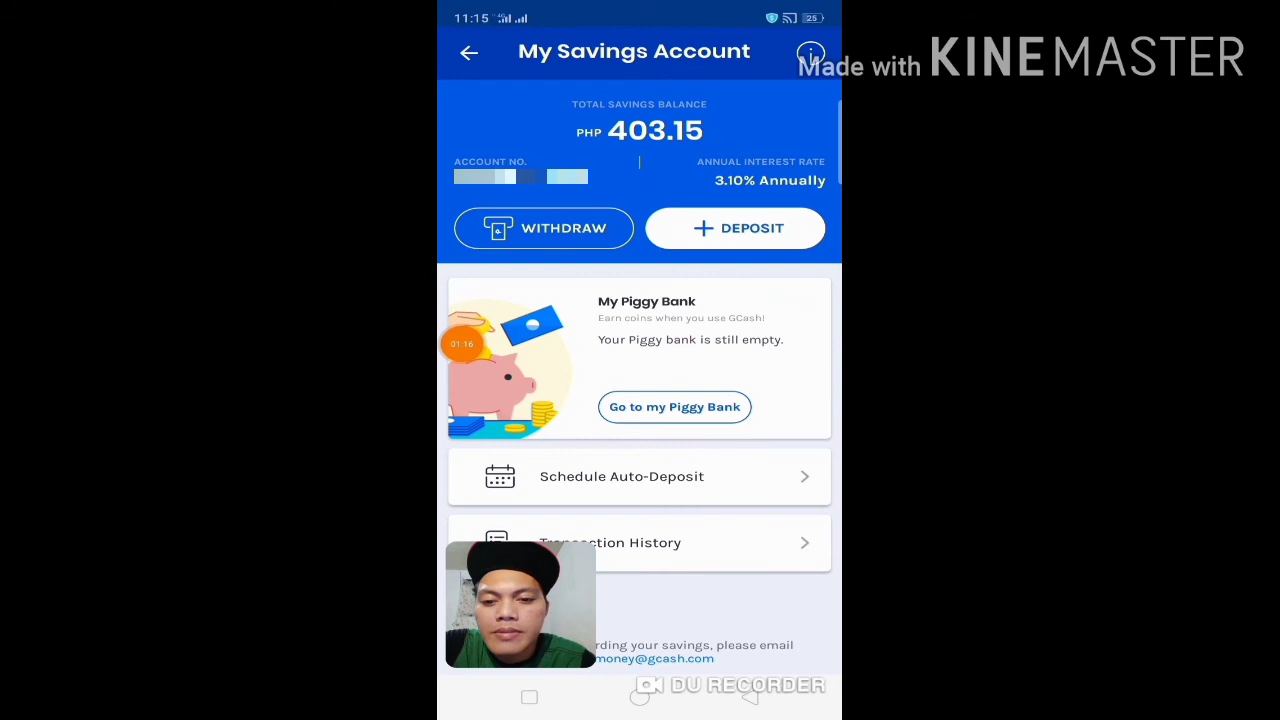 11:15
25
My Savings Account
Made with KINEMASTER
TOTAL SAVINGS BALANCE
PHP 403.15
ACCOUNT NO.
ANNUAL INTEREST RATE
3.10% Annually
WITHDRAW
DEPOSIT
My Piggy Bank
Earn coins when you use GCash!
Your Piggy bank is still empty.
01:16
Go to my Piggy Bank
Schedule Auto-Deposit
Transaction History
rding your savings, please email
money@gcash.com
DU RECORDER